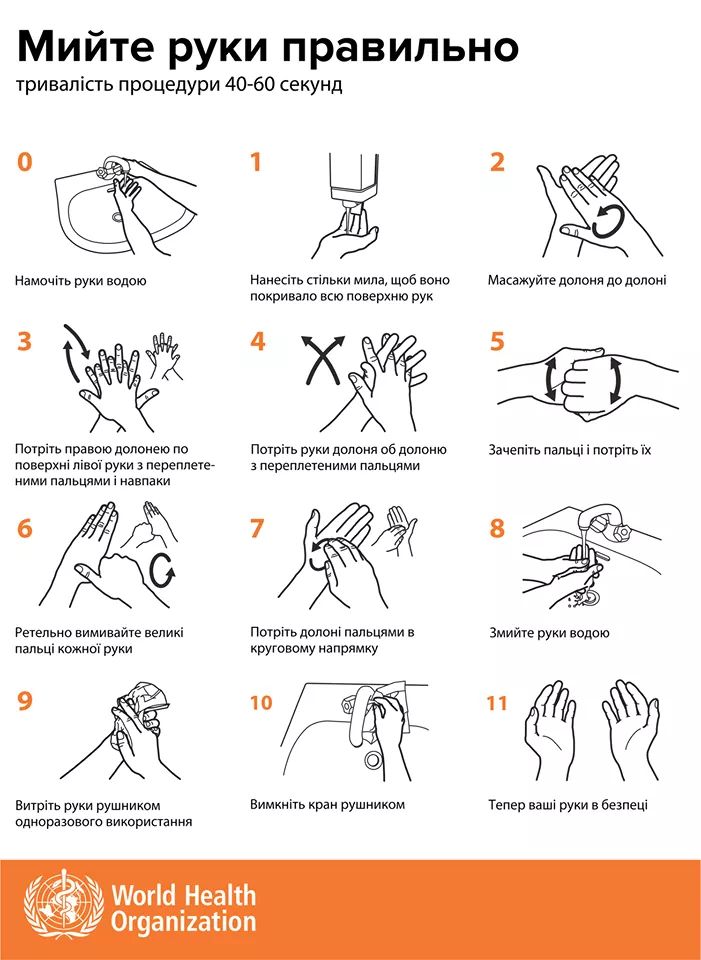 Мийте руки правильно
тривалість процедури 40-60 секунд
0
Намочіть руки водою
1
Нанесіть стільки мила, щоб воно
покривало всю поверхню рук
2
Масажуйте долоня до долоні
3
Потріть правою долонею по
поверхні лівої руки з переплете-
ними пальцями і навпаки
4
Потріть руки долоня об долоню
з переплетеними пальцями
5
Зачепіть пальці і потріть їх
6
Ретельно вимивайте великі
пальці кожної руки
7
Потріть долоні пальцями в
круговому напрямку
8
Змийте руки водою
9
Витріть руки рушником
одноразового використання
10
Вимкніть кран рушником
11
Тепер ваші руки в безпеці
World Health
Organization